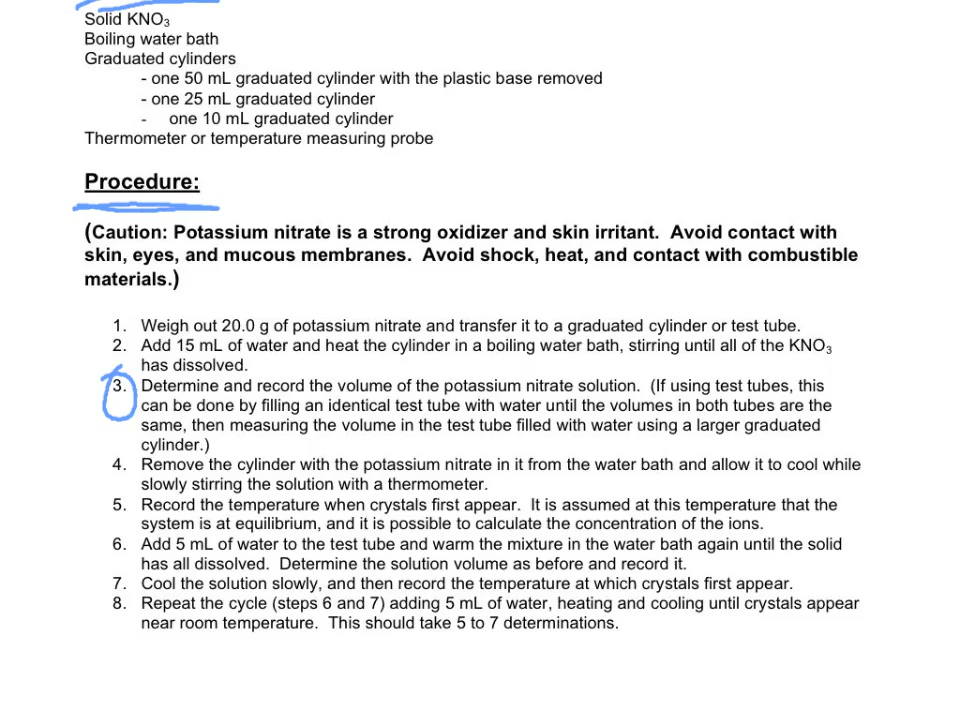 Solid KNO₃
Boiling water bath
Graduated cylinders
- one 50 mL graduated cylinder with the plastic base removed
- one 25 mL graduated cylinder
- one 10 mL graduated cylinder
Thermometer or temperature measuring probe
Procedure:
(Caution: Potassium nitrate is a strong oxidizer and skin irritant. Avoid contact with
skin, eyes, and mucous membranes. Avoid shock, heat, and contact with combustible
materials.)
1. Weigh out 20.0 g of potassium nitrate and transfer it to a graduated cylinder or test tube.
2. Add 15 mL of water and heat the cylinder in a boiling water bath, stirring until all of the KNO₃
has dissolved.
3. Determine and record the volume of the potassium nitrate solution. (If using test tubes, this
can be done by filling an identical test tube with water until the volumes in both tubes are the
same, then measuring the volume in the test tube filled with water using a larger graduated
cylinder.)
4. Remove the cylinder with the potassium nitrate in it from the water bath and allow it to cool while
slowly stirring the solution with a thermometer.
5. Record the temperature when crystals first appear. It is assumed at this temperature that the
system is at equilibrium, and it is possible to calculate the concentration of the ions.
6. Add 5 mL of water to the test tube and warm the mixture in the water bath again until the solid
has all dissolved. Determine the solution volume as before and record it.
7. Cool the solution slowly, and then record the temperature at which crystals first appear.
8. Repeat the cycle (steps 6 and 7) adding 5 mL of water, heating and cooling until crystals appear
near room temperature. This should take 5 to 7 determinations.